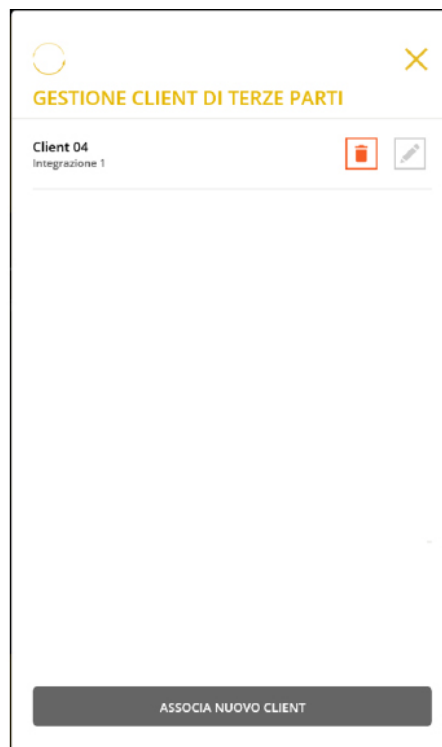 GESTIONE CLIENT DI TERZE PARTI
Client 04
Integrazione 1
ASSOCIA NUOVO CLIENT